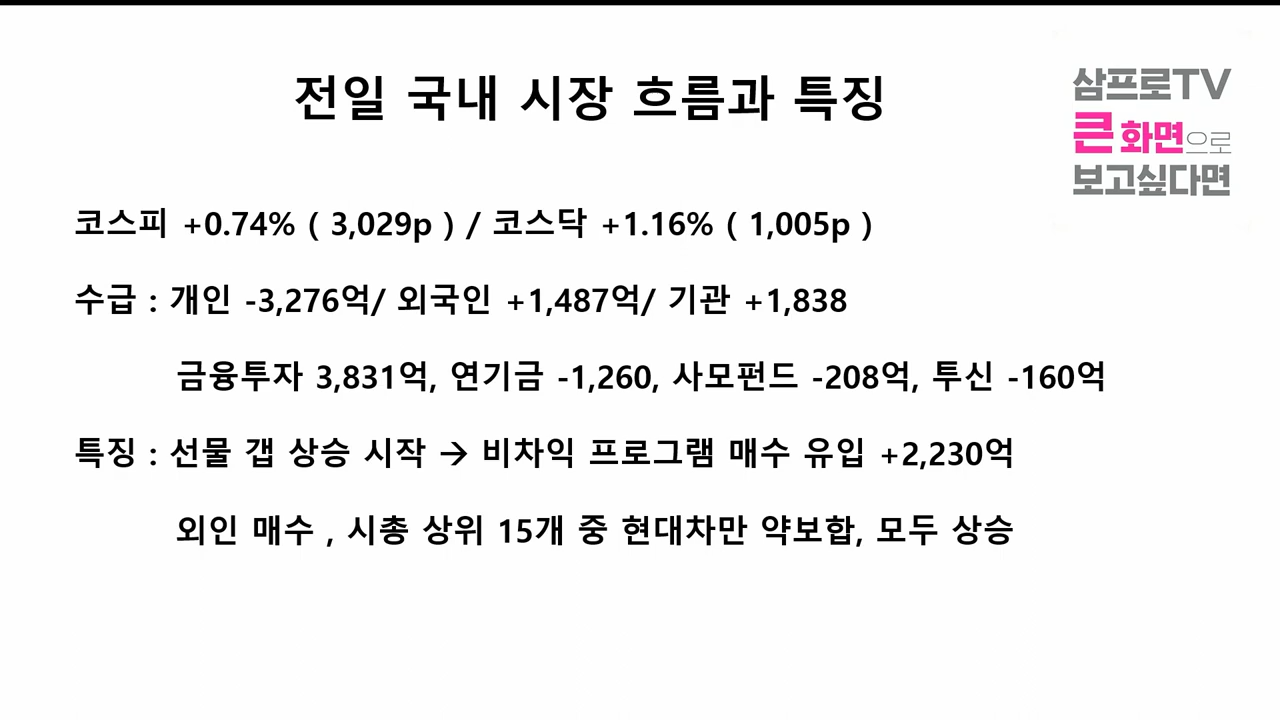 전일 국내 시장 흐름과 특징
삼프로TV
큰 화면으로
보고싶다면
코스피 +0.74% ( 3,029p ) / 코스닥 +1.16% ( 1,005p )
수급 : 개인 -3,276억/ 외국인 +1,487억/ 기관 +1,838
금융투자 3,831억, 연기금 -1,260, 사모펀드 -208억, 투신 -160억
특징 : 선물 갭 상승 시작 → 비차익 프로그램 매수 유입 +2,230억
외인 매수 , 시총 상위 15개 중 현대차만 약보합, 모두 상승